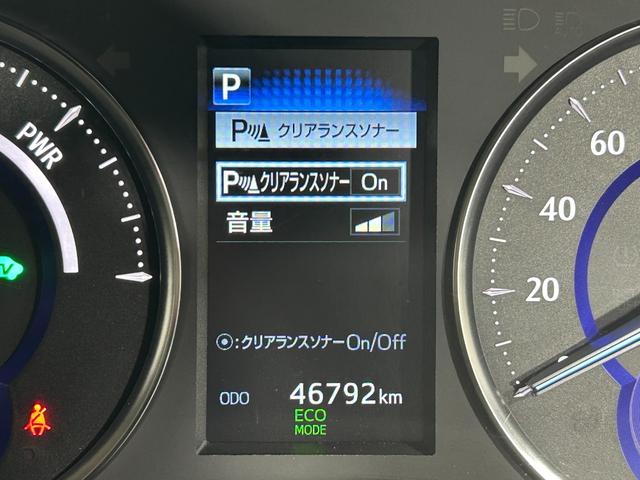 P
P クリアランスソナー
P クリアランスソナー On
音量
:クリアランスソナーOn/Off
ODO 46792km
ECO
MODE
PWR
60
40
20